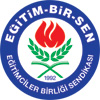 EĞİTİM-BİR-SEN
1992
EĞİTİMCİLER BİRLİĞİ SENDİKASI